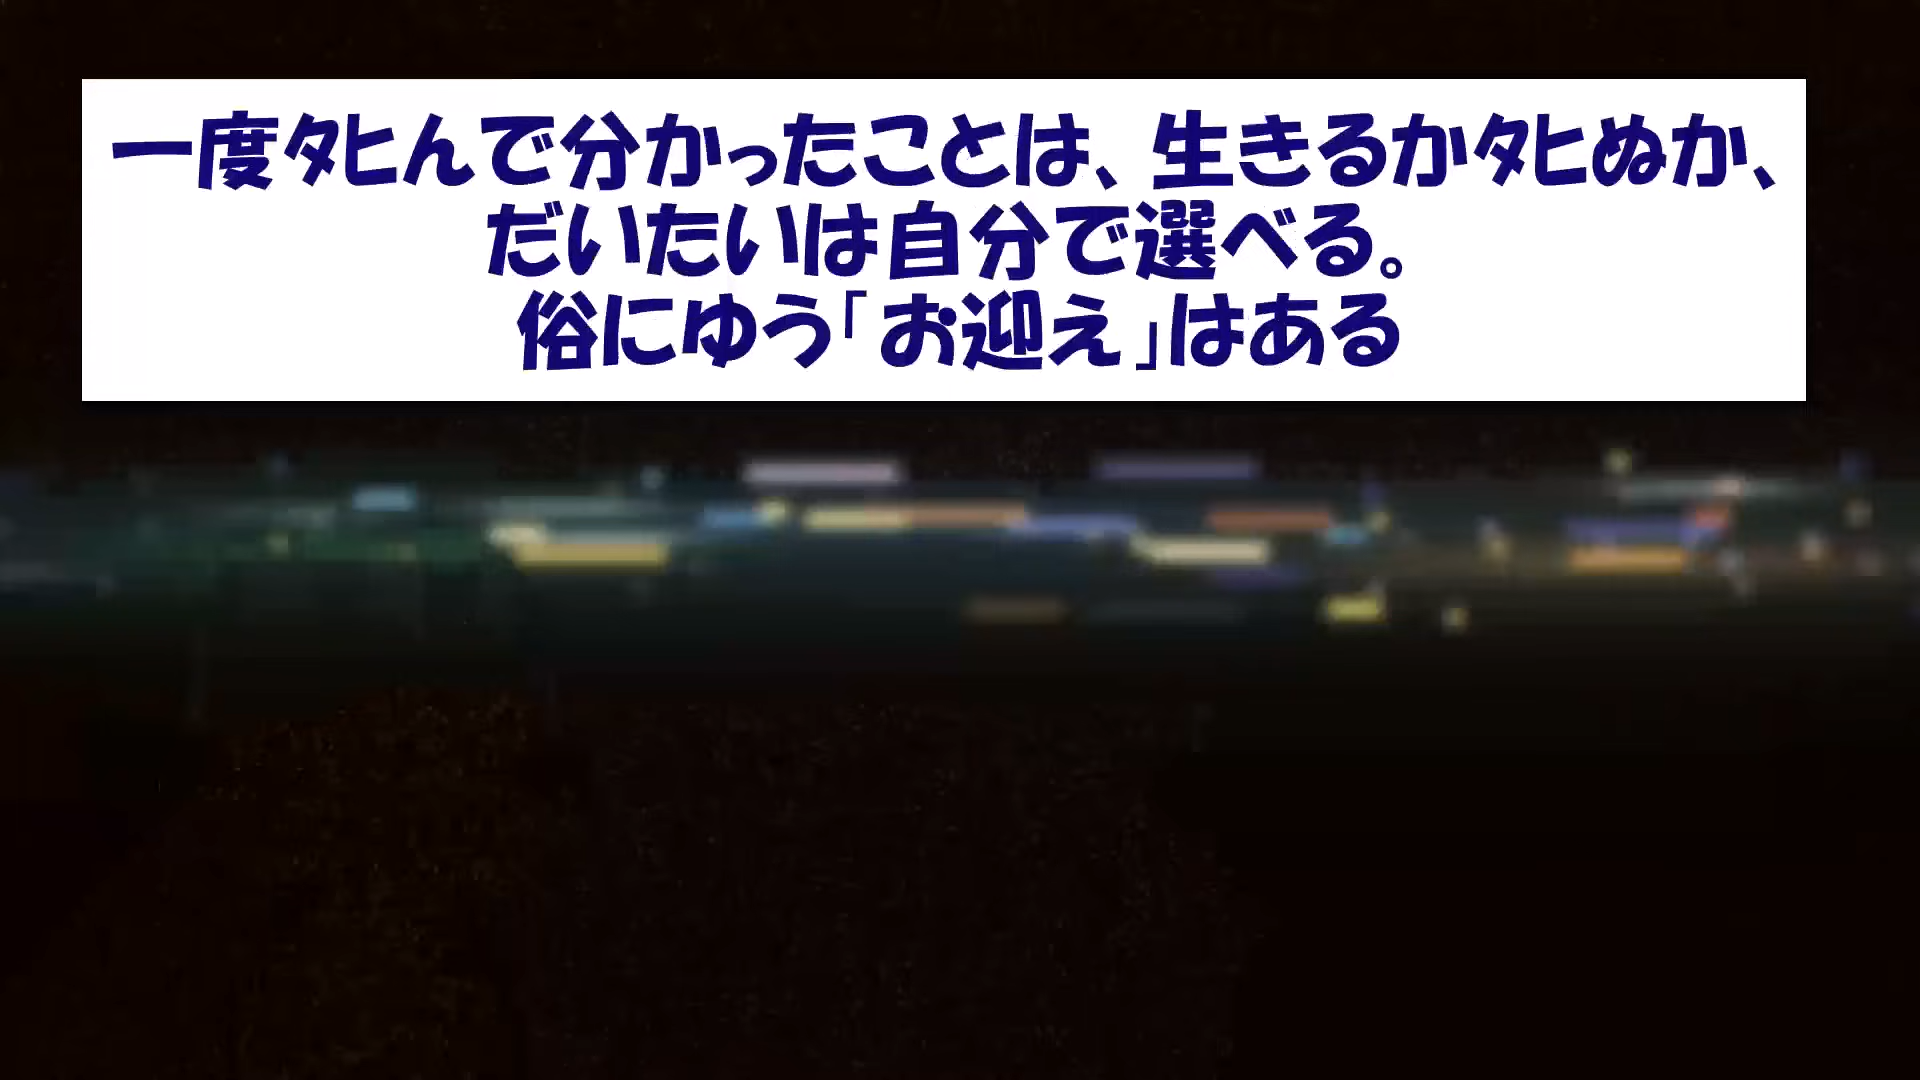 一度ﾀﾋんで分かったことは、生きるかﾀﾋぬか、
だいたいは自分で選べる。
俗にゆう「お迎え」はある